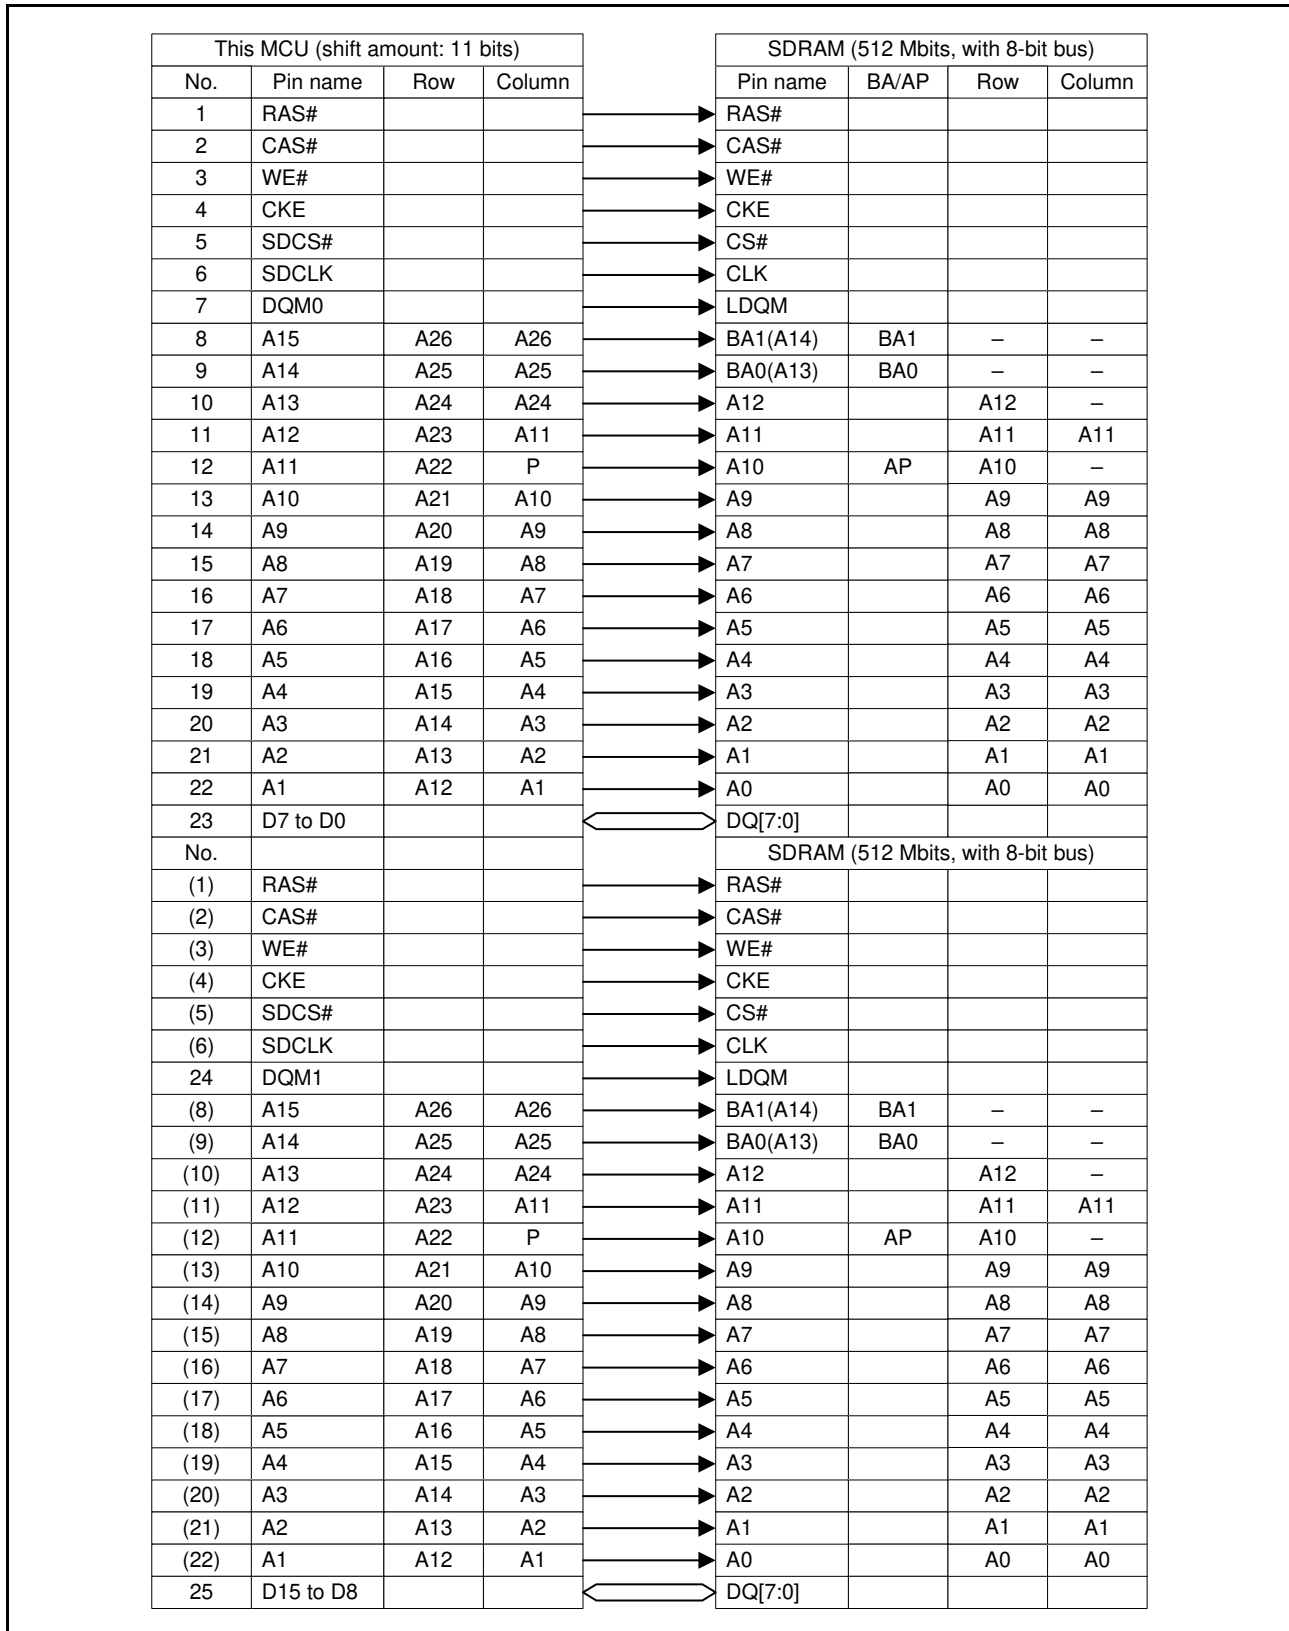 This MCU (shift amount: 11 bits) SDRAM (512 Mbits, with 8-bit bus)
No. Pin name Row Column Pin name BA/AP Row Column
1 RAS# RAS#
2 CAS# CAS#
3 WE# WE#
4 CKE CKE
5 SDCS# CS#
6 SDCLK CLK
7 DQM0 LDQM
8 A15 A26 A26 BA1(A14) BA1 – –
9 A14 A25 A25 BA0(A13) BA0 – –
10 A13 A24 A24 A12 A12 –
11 A12 A23 A11 A11 A11 A11
12 A11 A22 P A10 AP A10 –
13 A10 A21 A10 A9 A9 A9
14 A9 A20 A9 A8 A8 A8
15 A8 A19 A8 A7 A7 A7
16 A7 A18 A7 A6 A6 A6
17 A6 A17 A6 A5 A5 A5
18 A5 A16 A5 A4 A4 A4
19 A4 A15 A4 A3 A3 A3
20 A3 A14 A3 A2 A2 A2
21 A2 A13 A2 A1 A1 A1
22 A1 A12 A1 A0 A0 A0
23 D7 to D0 DQ[7:0]
No. SDRAM (512 Mbits, with 8-bit bus)
(1) RAS# RAS#
(2) CAS# CAS#
(3) WE# WE#
(4) CKE CKE
(5) SDCS# CS#
(6) SDCLK CLK
24 DQM1 LDQM
(8) A15 A26 A26 BA1(A14) BA1 – –
(9) A14 A25 A25 BA0(A13) BA0 – –
(10) A13 A24 A24 A12 A12 –
(11) A12 A23 A11 A11 A11 A11
(12) A11 A22 P A10 AP A10 –
(13) A10 A21 A10 A9 A9 A9
(14) A9 A20 A9 A8 A8 A8
(15) A8 A19 A8 A7 A7 A7
(16) A7 A18 A7 A6 A6 A6
(17) A6 A17 A6 A5 A5 A5
(18) A5 A16 A5 A4 A4 A4
(19) A4 A15 A4 A3 A3 A3
(20) A3 A14 A3 A2 A2 A2
(21) A2 A13 A2 A1 A1 A1
(22) A1 A12 A1 A0 A0 A0
25 D15 to D8 DQ[7:0]